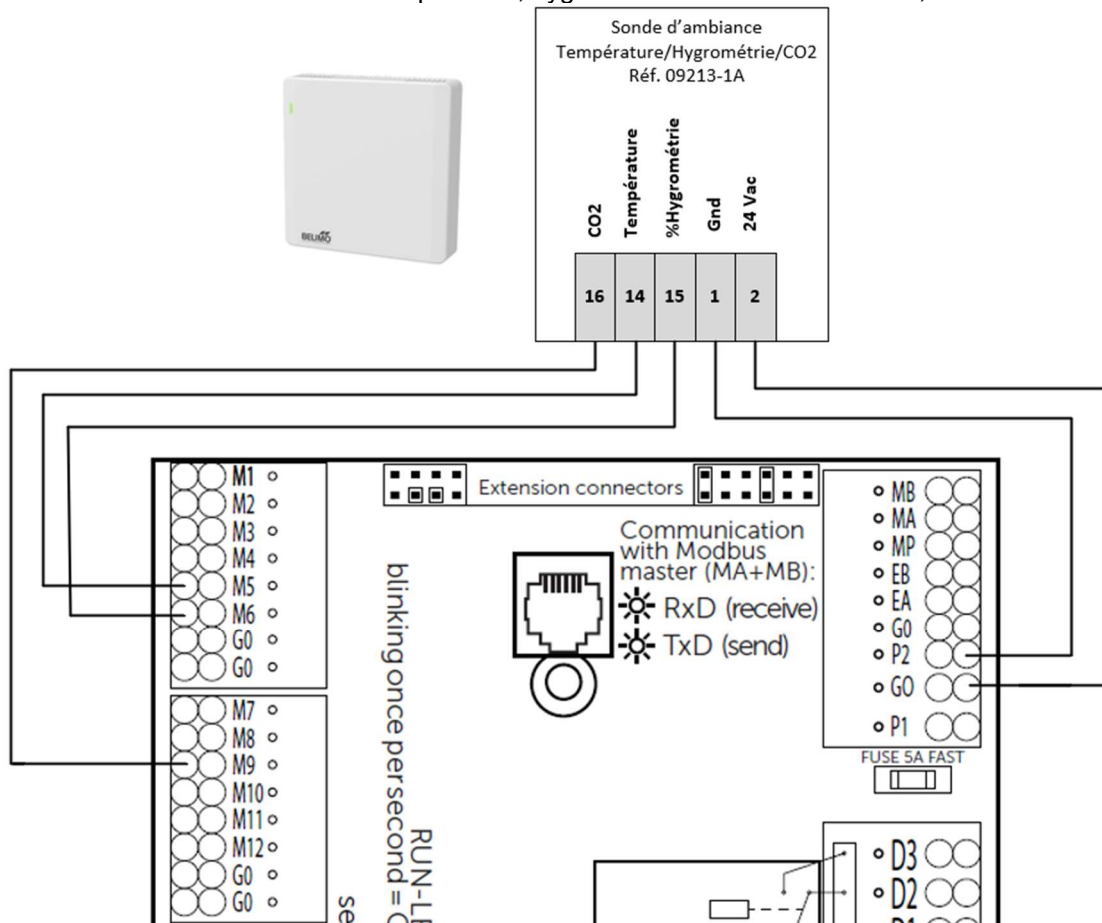 Sonde d'ambiance
Température/Hygrométrie/CO2
Réf. 09213-1A
CO2
Température
%Hygrométrie
Gnd
24 Vac
16 14 15 1 2
BELIMO
M1
M2
M3
M4
M5
M6
G0
G0
M7
M8
M9
M10
M11
M12
G0
G0
Extension connectors
Communication
with Modbus
master (MA+MB):
RxD (receive)
TxD (send)
blinking once per second =
RUN-LE
se
MB
MA
MP
EB
EA
G0
P2
GO
P1
FUSE 5A FAST
D3
D2
D1